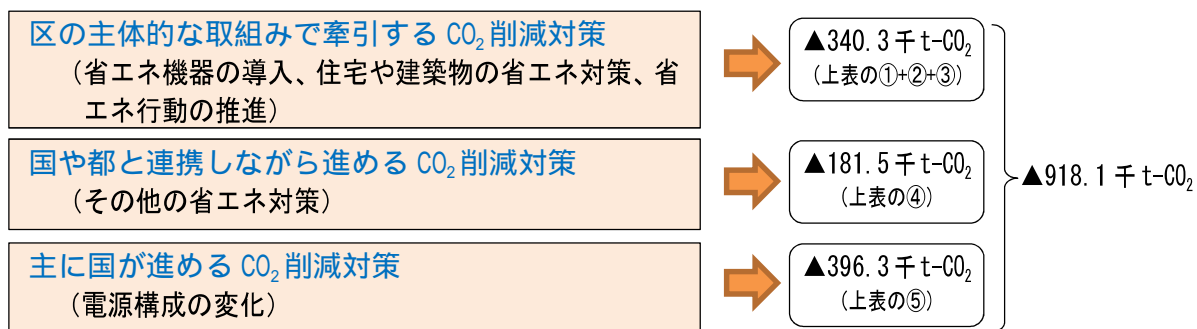 区の主体的な取組みで牽引する CO₂削減対策
（省エネ機器の導入、住宅や建築物の省エネ対策、省
エネ行動の推進）
▲340.3 千 t-CO₂
（上表の①+②+③）
国や都と連携しながら進める CO₂削減対策
（その他の省エネ対策）
▲181.5 千 t-CO₂
（上表の④）
▲918.1 千 t-CO₂
主に国が進める CO₂削減対策
（電源構成の変化）
▲396.3 千 t-CO₂
（上表の⑤）